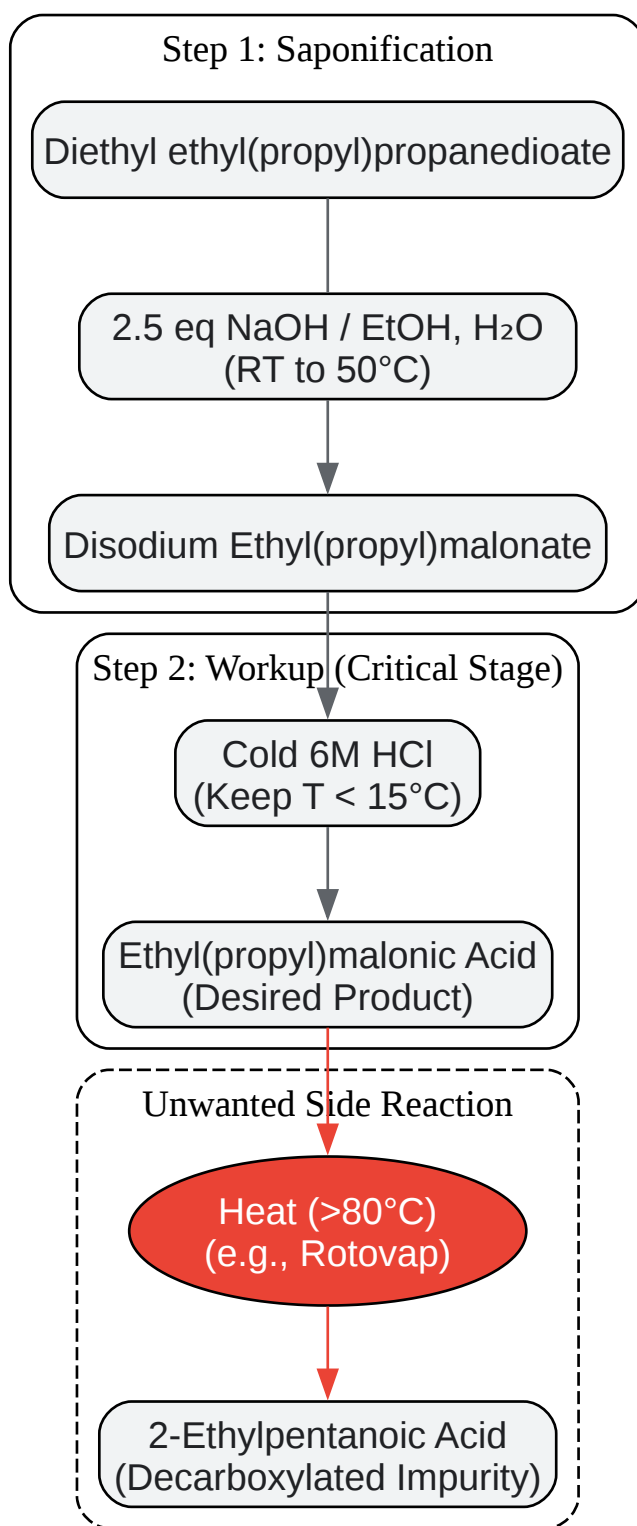 Step 1: Saponification
Diethyl ethyl(propyl)propanedioate
2.5 eq NaOH / EtOH, H₂O
(RT to 50°C)
Disodium Ethyl(propyl)malonate
Step 2: Workup (Critical Stage)
Cold 6M HCl
(Keep T < 15°C)
Ethyl(propyl)malonic Acid
(Desired Product)
Unwanted Side Reaction
Heat (>80°C)
(e.g., Rotovap)
2-Ethylpentanoic Acid
(Decarboxylated Impurity)